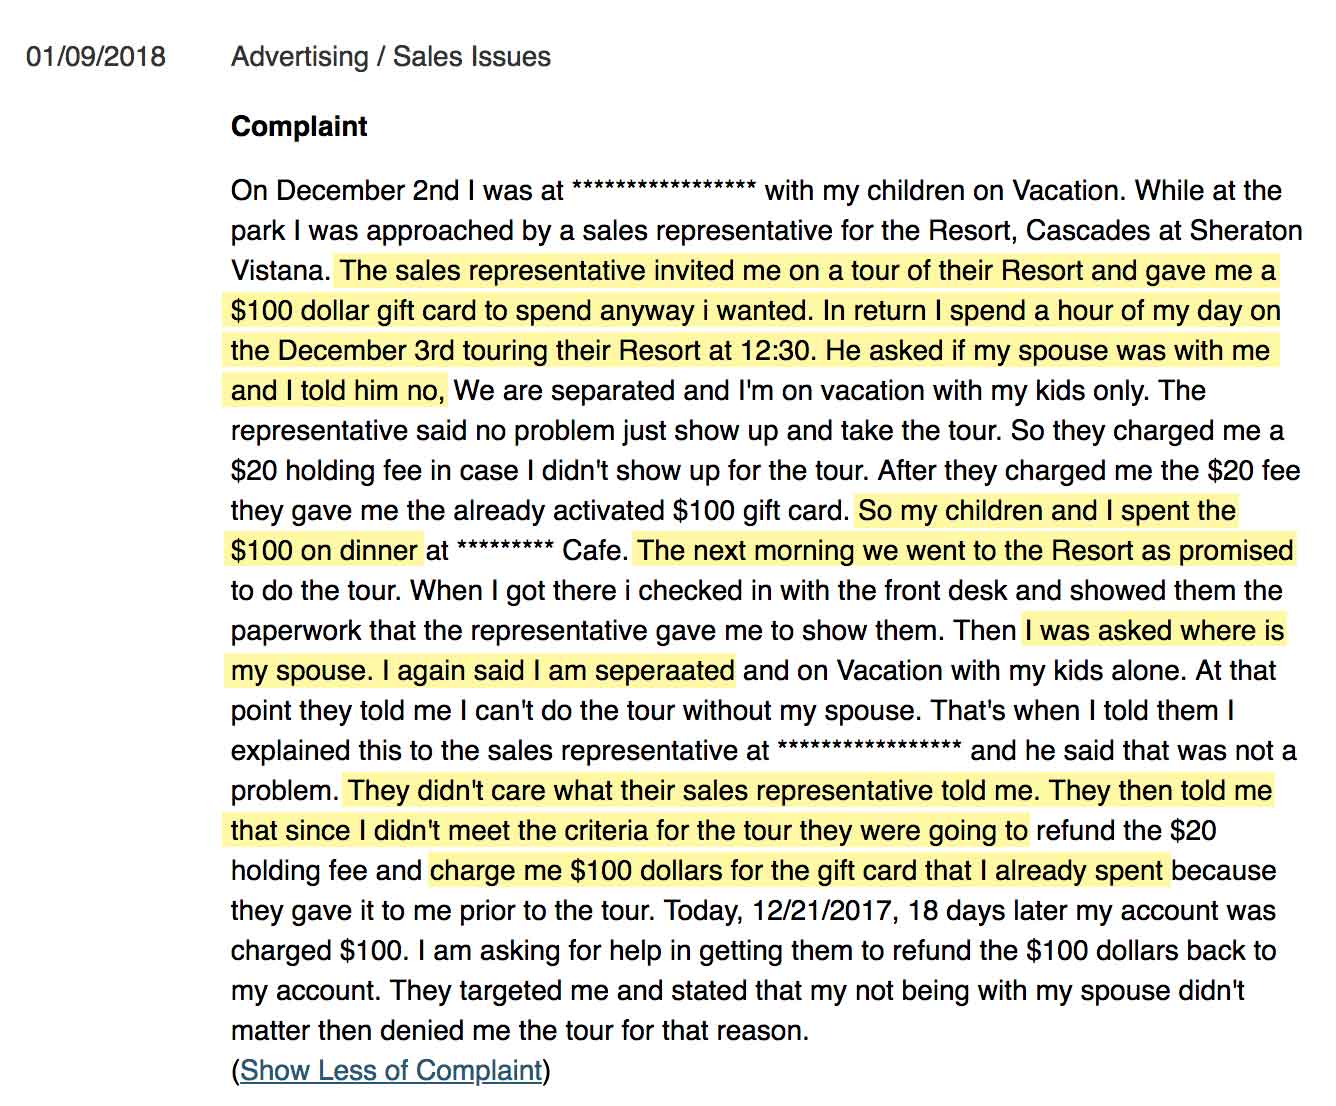 01/09/2018 Advertising / Sales Issues
Complaint
On December 2nd I was at ***************** with my children on Vacation. While at the
park I was approached by a sales representative for the Resort, Cascades at Sheraton
Vistana. The sales representative invited me on a tour of their Resort and gave me a
$100 dollar gift card to spend anyway i wanted. In return I spend a hour of my day on
the December 3rd touring their Resort at 12:30. He asked if my spouse was with me
and I told him no, We are separated and I'm on vacation with my kids only. The
representative said no problem just show up and take the tour. So they charged me a
$20 holding fee in case I didn't show up for the tour. After they charged me the $20 fee
they gave me the already activated $100 gift card. So my children and I spent the
$100 on dinner at ********* Cafe. The next morning we went to the Resort as promised
to do the tour. When I got there i checked in with the front desk and showed them the
paperwork that the representative gave me to show them. Then I was asked where is
my spouse. I again said I am seperaated and on Vacation with my kids alone. At that
point they told me I can't do the tour without my spouse. That's when I told them I
explained this to the sales representative at ***************** and he said that was not a
problem. They didn't care what their sales representative told me. They then told me
that since I didn't meet the criteria for the tour they were going to refund the $20
holding fee and charge me $100 dollars for the gift card that I already spent because
they gave it to me prior to the tour. Today, 12/21/2017, 18 days later my account was
charged $100. I am asking for help in getting them to refund the $100 dollars back to
my account. They targeted me and stated that my not being with my spouse didn't
matter then denied me the tour for that reason.
(Show Less of Complaint)